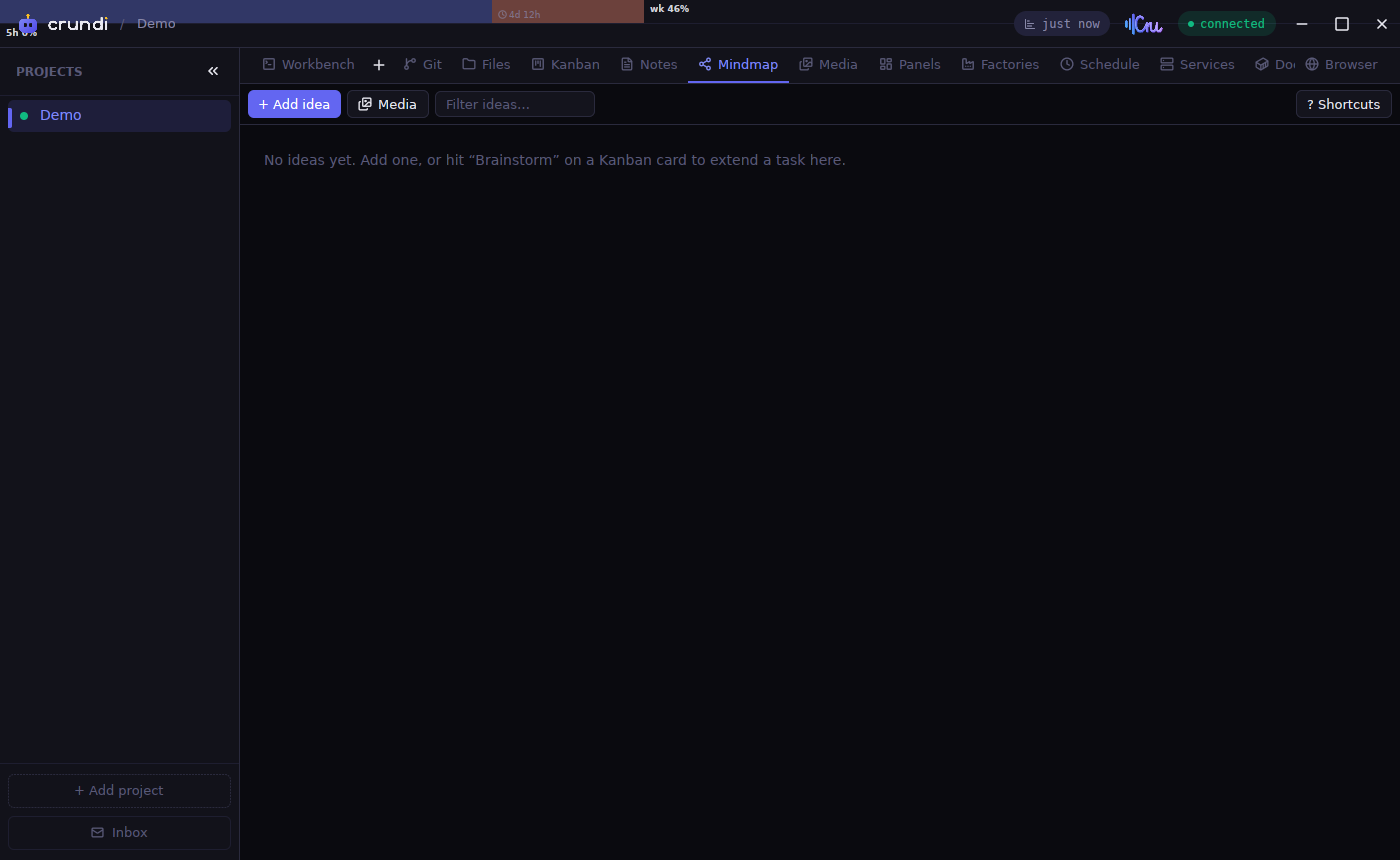 4d 12h
wk 46%
crundi / Demo
just now
Cru
connected
PROJECTS
Workbench
Git
Files
Kanban
Notes
Mindmap
Media
Panels
Factories
Schedule
Services
Browser
+ Add idea
Media
Filter ideas...
? Shortcuts
Demo
No ideas yet. Add one, or hit “Brainstorm” on a Kanban card to extend a task here.
+ Add project
Inbox